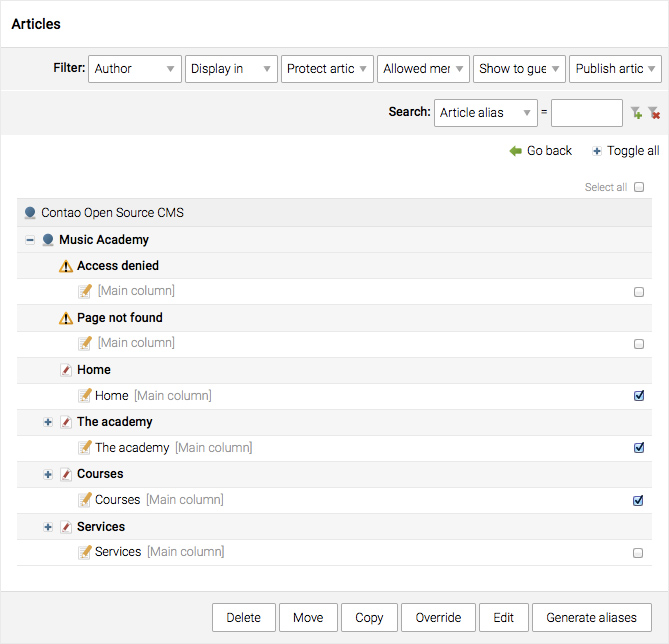 Articles
Filter: Author Display in Protect artic Allowed mer Show to gue Publish artic
Search: Article alias =
Go back Toggle all
Select all
Contao Open Source CMS
Music Academy
Access denied
[Main column]
Page not found
[Main column]
Home
Home [Main column]
The academy
The academy [Main column]
Courses
Courses [Main column]
Services
Services [Main column]
Delete Move Copy Override Edit Generate aliases